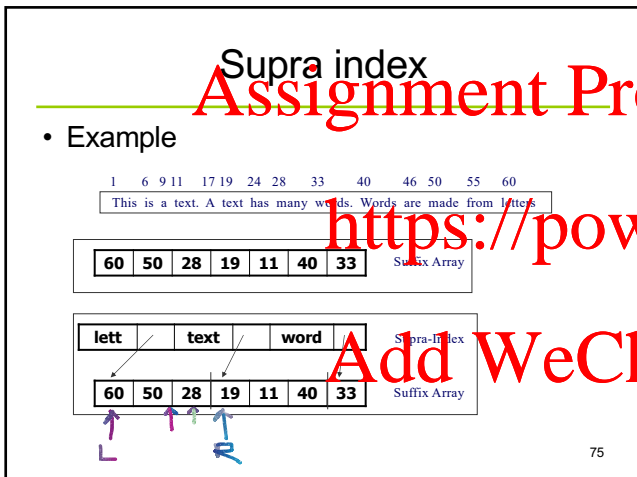 Supra index
Assignment Pr
• Example
1 6 9 11 17 19 24 28 33 40 46 50 55 60
This is a text. A text has many words. Words are made from letters
https://pow
60 50 28 19 11 40 33 Suffix Array
lett text word Supra-Index
Add WeC
60 50 28 19 11 40 33 Suffix Array
L R
75